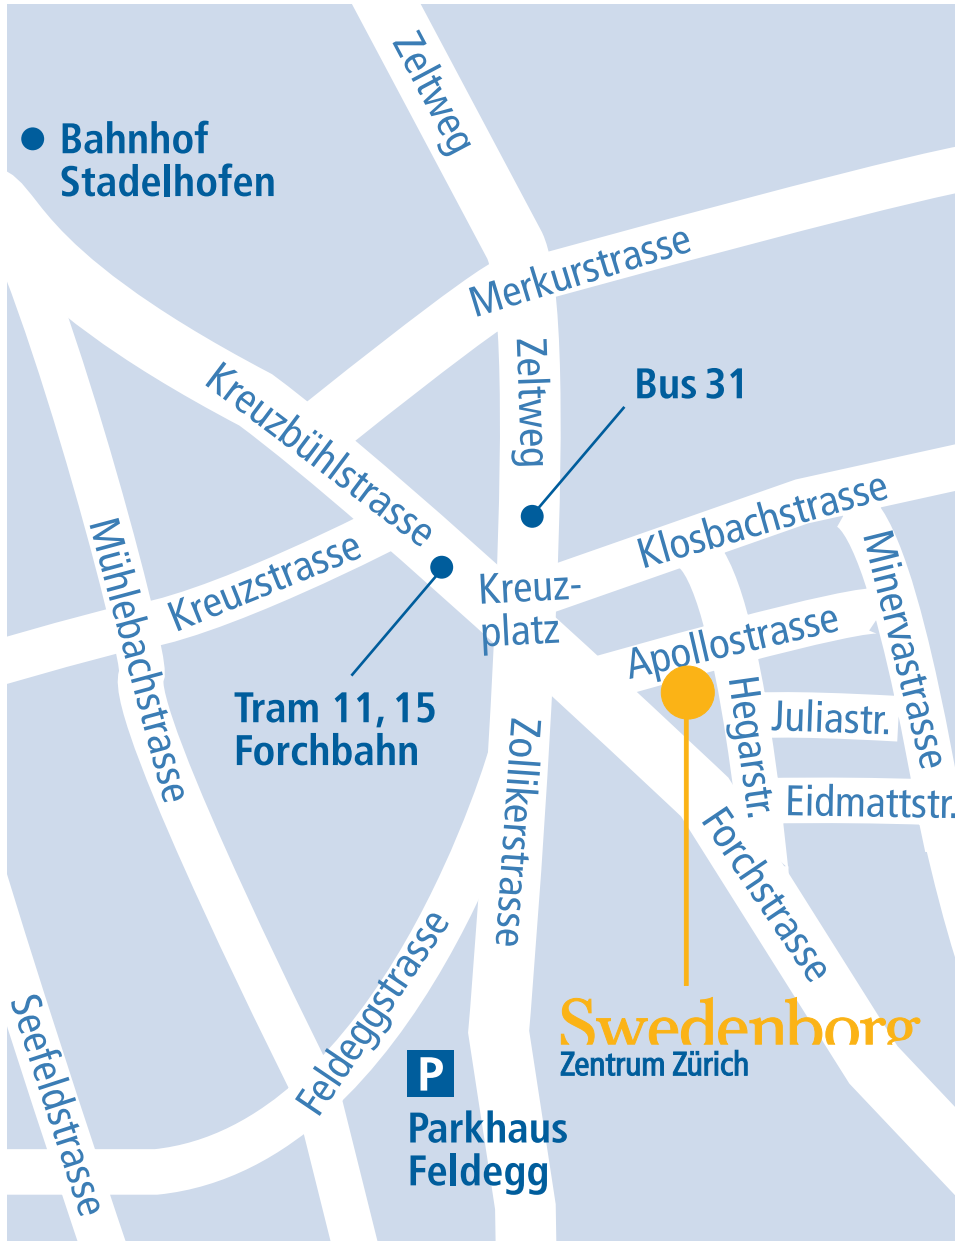 Zeltweg
Bahnhof
Stadelhofen
Merkurstrasse
Zeltweg
Bus 31
Kreuzbühlstrasse
Klosbachstrasse
Mühlebachstrasse
Kreuzstrasse
Kreuz-
platz
Minervastrasse
Apollostrasse
Hegarstr.
Juliastr.
Tram 11, 15
Forchbahn
Zollikerstrasse
Eidmattstr.
Forchstrasse
Feldeggstrasse
Seefeldstrasse
Swedenborg
Zentrum Zürich
P
Parkhaus
Feldegg